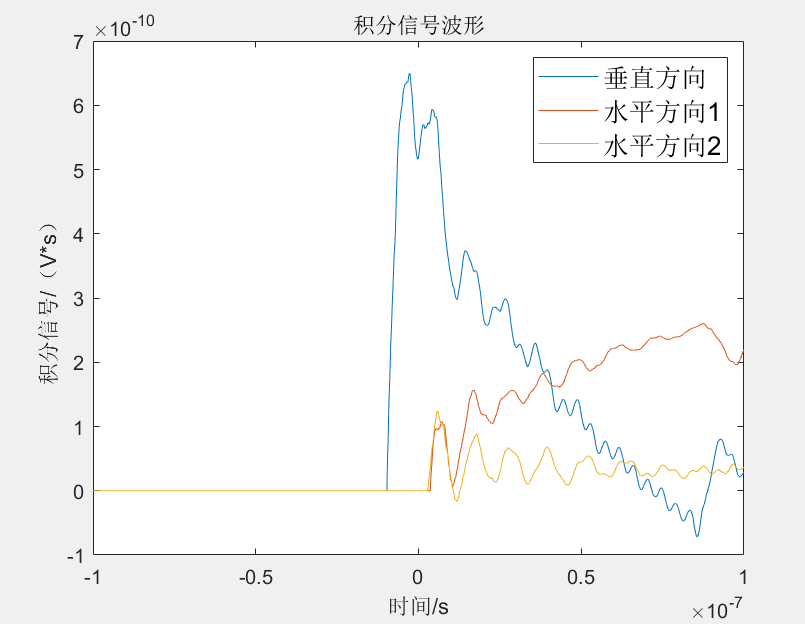 积分信号波形
×10-10
7
6
5
4
3
2
1
0
-1
积分信号/（V*s）
垂直方向
水平方向1
水平方向2
-1
-0.5
0
0.5
1
时间/s
×10-7